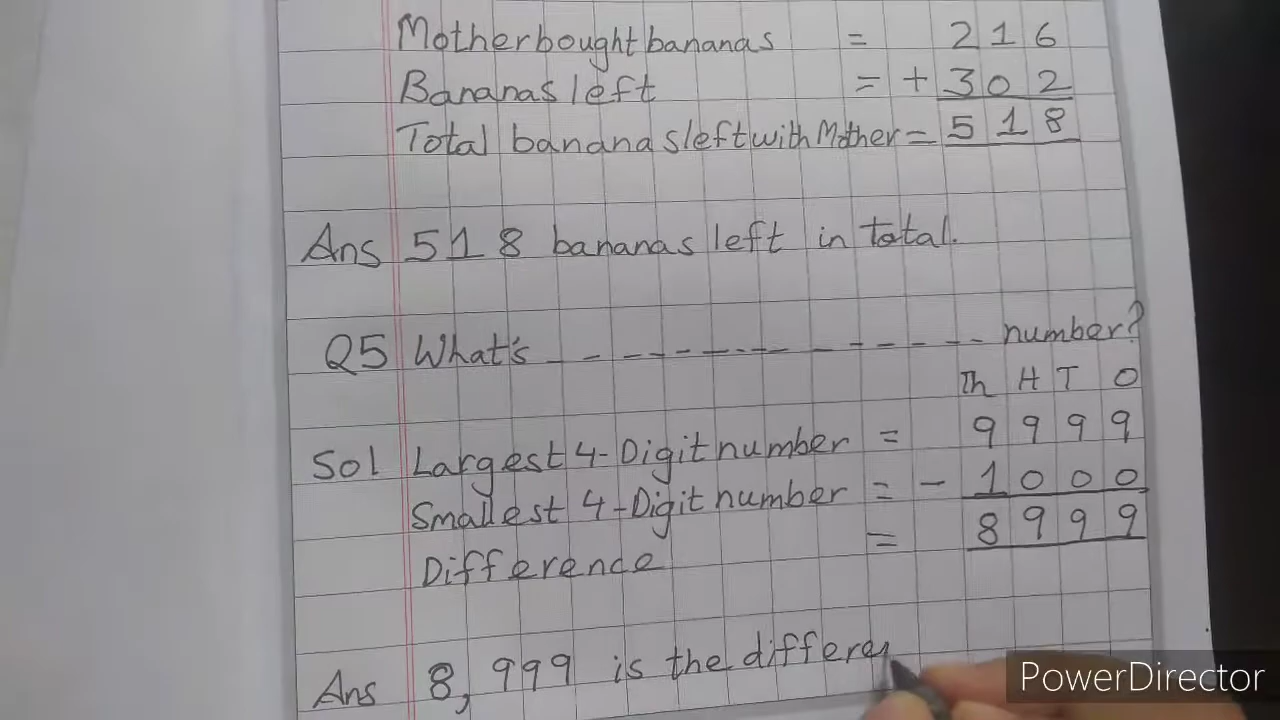 Mother bought bananas = 216
Bananas left = + 302
Total bananas left with Mother = 518
Ans 518 bananas left in total.
Q5 What's _ _ _ _ _ _ _ _ _ _ number?
Th H T O
Sol Largest 4-Digit number = 9999
Smallest 4-Digit number = - 1000
Difference = 8999
Ans 8,999 is the differen
PowerDirector